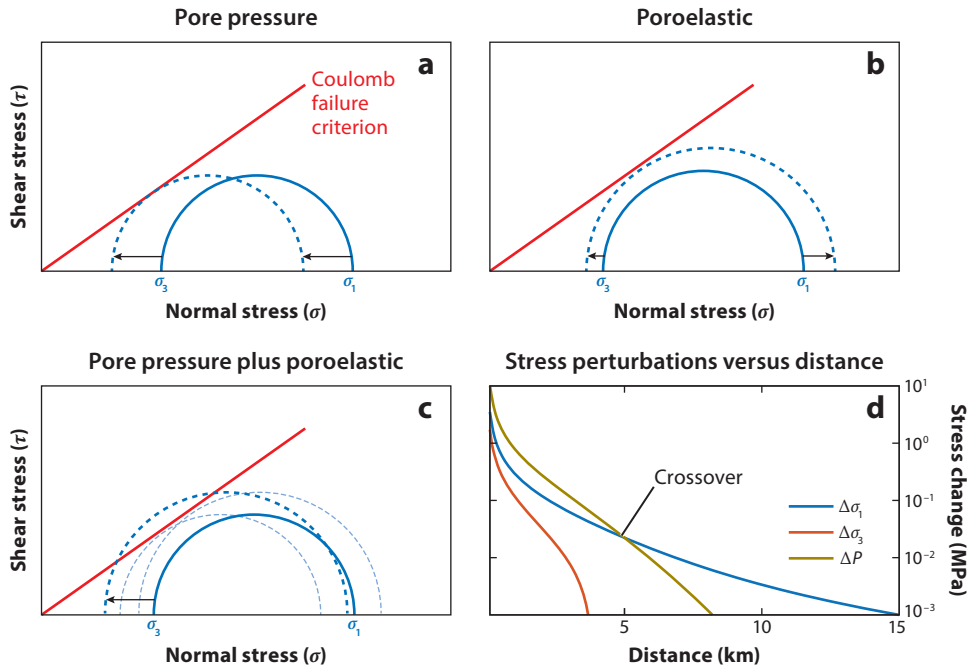 Pore pressure
a
Coulomb
failure
criterion
Shear stress (τ)
σ3
σ1
Normal stress (σ)
Poroelastic
b
σ3
σ1
Normal stress (σ)
Pore pressure plus poroelastic
c
Shear stress (τ)
σ3
σ1
Normal stress (σ)
Stress perturbations versus distance
d
Crossover
Δσ1
Δσ3
ΔP
10^1
10^0
10^-1
10^-2
10^-3
Stress change (MPa)
5
10
15
Distance (km)